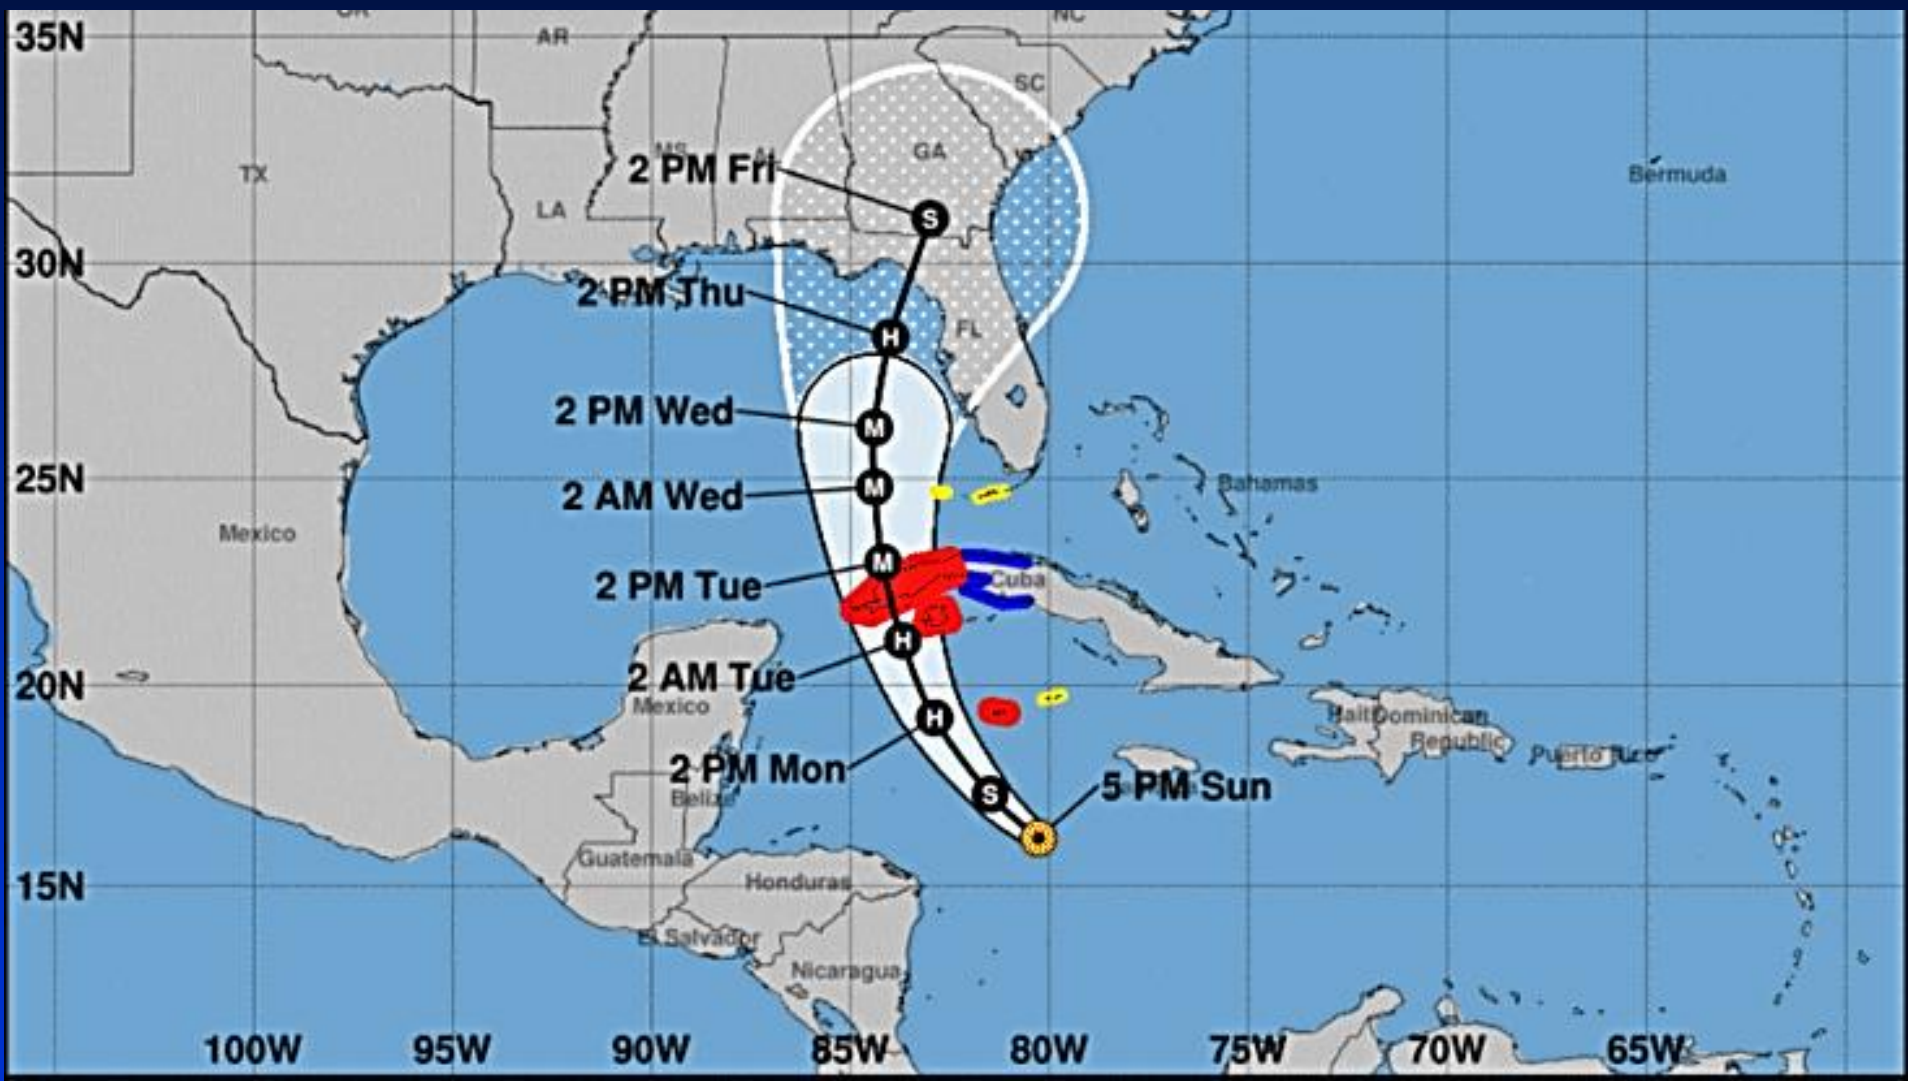 NC
35N
AR
SC
MS
GA
2 PM Fri
TX
Bermuda
LA
30N
2 PM Thu
H
FL
2 PM Wed
M
25N
2 AM Wed
M
Bahamas
Mexico
M
2 PM Tue
Cuba
H
20N
2 AM Tue
Mexico
H
Haiti
Dominican
Republic
Puerto Rico
2 PM Mon
5 PM Sun
S
Belize
Guatemala
15N
Honduras
El Salvador
Nicaragua
100W
95W
90W
85W
80W
75W
70W
65W
S